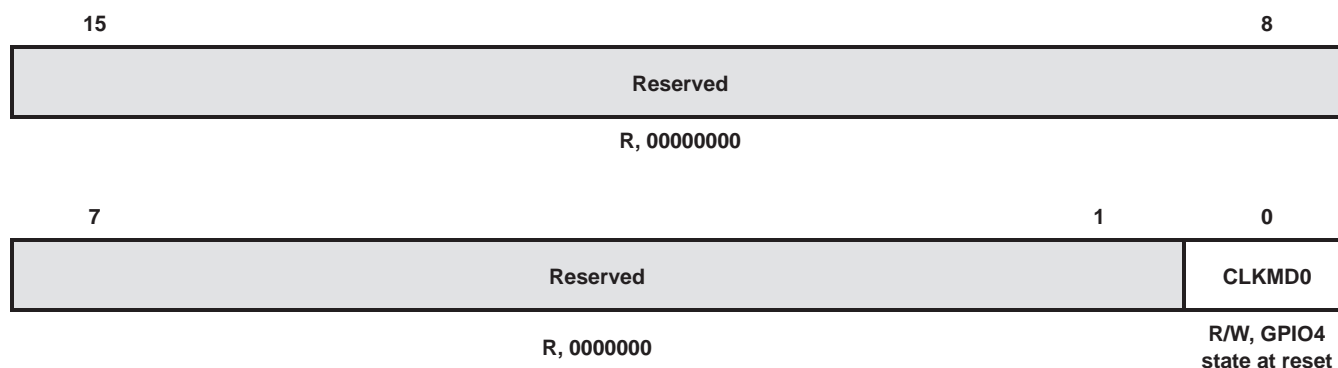 15 8
Reserved
R, 00000000
7 1 0
Reserved CLKMD0
R, 0000000 R/W, GPIO4
state at reset